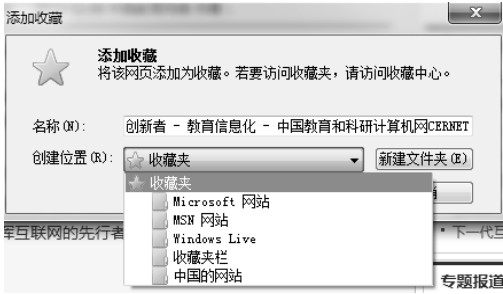 添加收藏
添加收藏
将该网页添加为收藏。若要访问收藏夹，请访问收藏中心。
名称(N)： 创新者 - 教育信息化 - 中国教育和科研计算机网CERNET
创建位置(R)： 收藏夹 新建文件夹(E)
收藏夹
Microsoft 网站
MSN 网站
Windows Live
收藏夹栏
中国的网站
互联网的先行者
· 下一代互
专题报道